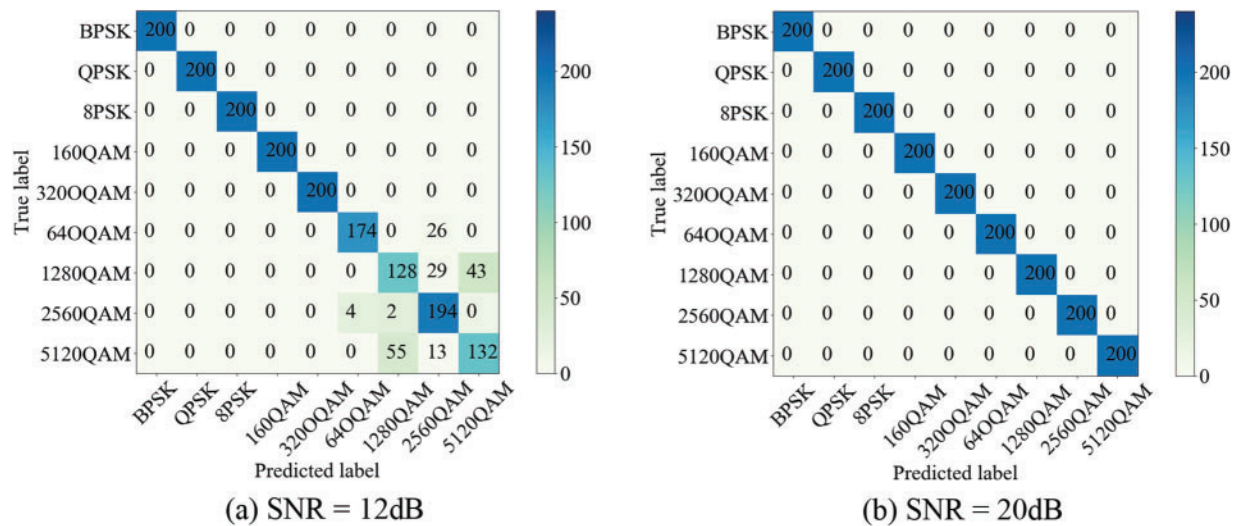 BPSK 200 0 0 0 0 0 0 0 0
QPSK 0 200 0 0 0 0 0 0 0
8PSK 0 0 200 0 0 0 0 0 0
160QAM 0 0 0 200 0 0 0 0 0
320OQAM 0 0 0 0 200 0 0 0 0
64OQAM 0 0 0 0 0 174 0 26 0
1280QAM 0 0 0 0 0 0 128 29 43
2560QAM 0 0 0 0 0 4 2 194 0
5120QAM 0 0 0 0 0 0 55 13 132
True label
BPSK QPSK 8PSK 160QAM 320OQAM 64OQAM 1280QAM 2560QAM 5120QAM
Predicted label
200
150
100
50
0
(a) SNR = 12dB
BPSK 200 0 0 0 0 0 0 0 0
QPSK 0 200 0 0 0 0 0 0 0
8PSK 0 0 200 0 0 0 0 0 0
160QAM 0 0 0 200 0 0 0 0 0
320OQAM 0 0 0 0 200 0 0 0 0
64OQAM 0 0 0 0 0 200 0 0 0
1280QAM 0 0 0 0 0 0 200 0 0
2560QAM 0 0 0 0 0 0 0 200 0
5120QAM 0 0 0 0 0 0 0 0 200
True label
BPSK QPSK 8PSK 160QAM 320OQAM 64OQAM 1280QAM 2560QAM 5120QAM
Predicted label
200
150
100
50
0
(b) SNR = 20dB